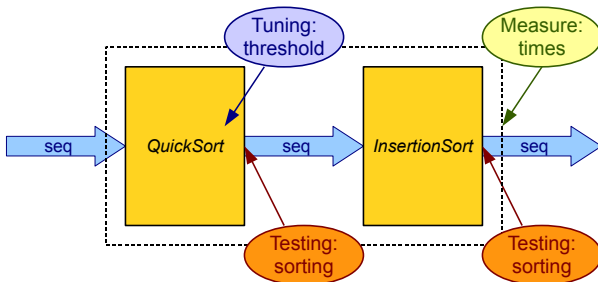 Tuning:
threshold
Measure:
times
seq
QuickSort
seq
InsertionSort
seq
Testing:
sorting
Testing:
sorting